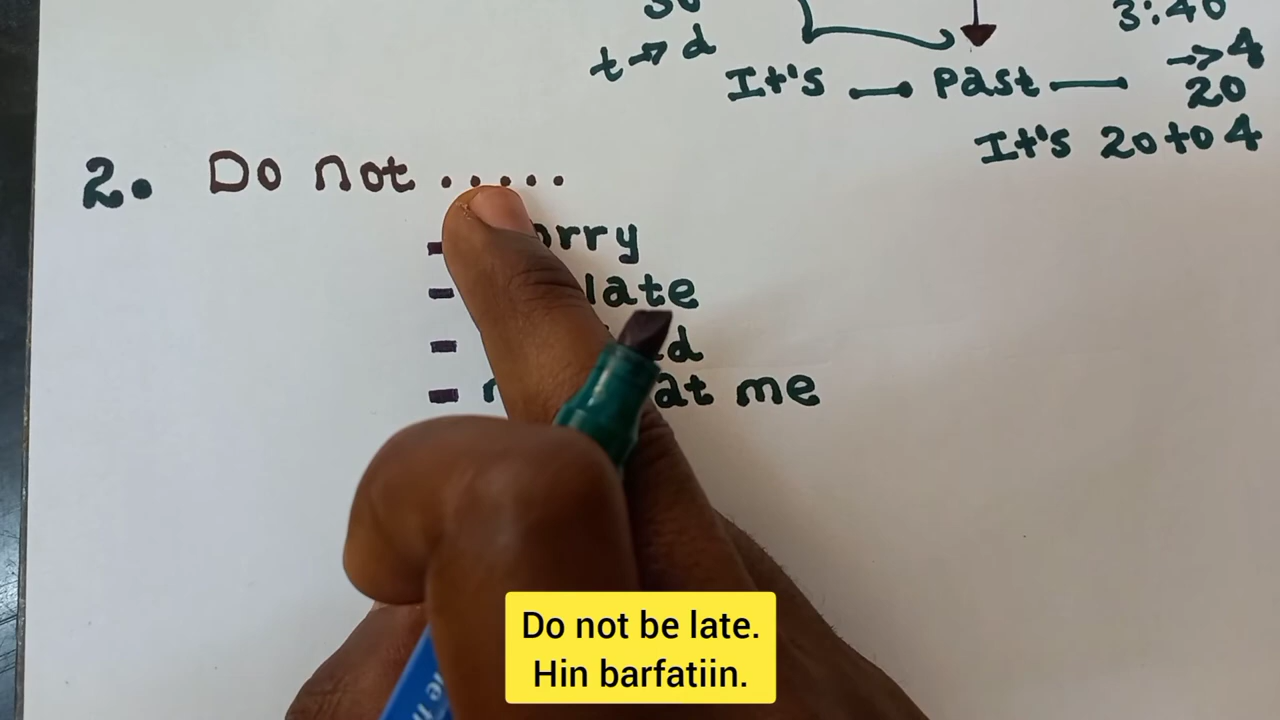 3:40
t → d
→ 4
It's — Past — 20
It's 20 to 4
2. Do not .....
- orry
- late
- d
- at me
Do not be late.
Hin barfatiin.